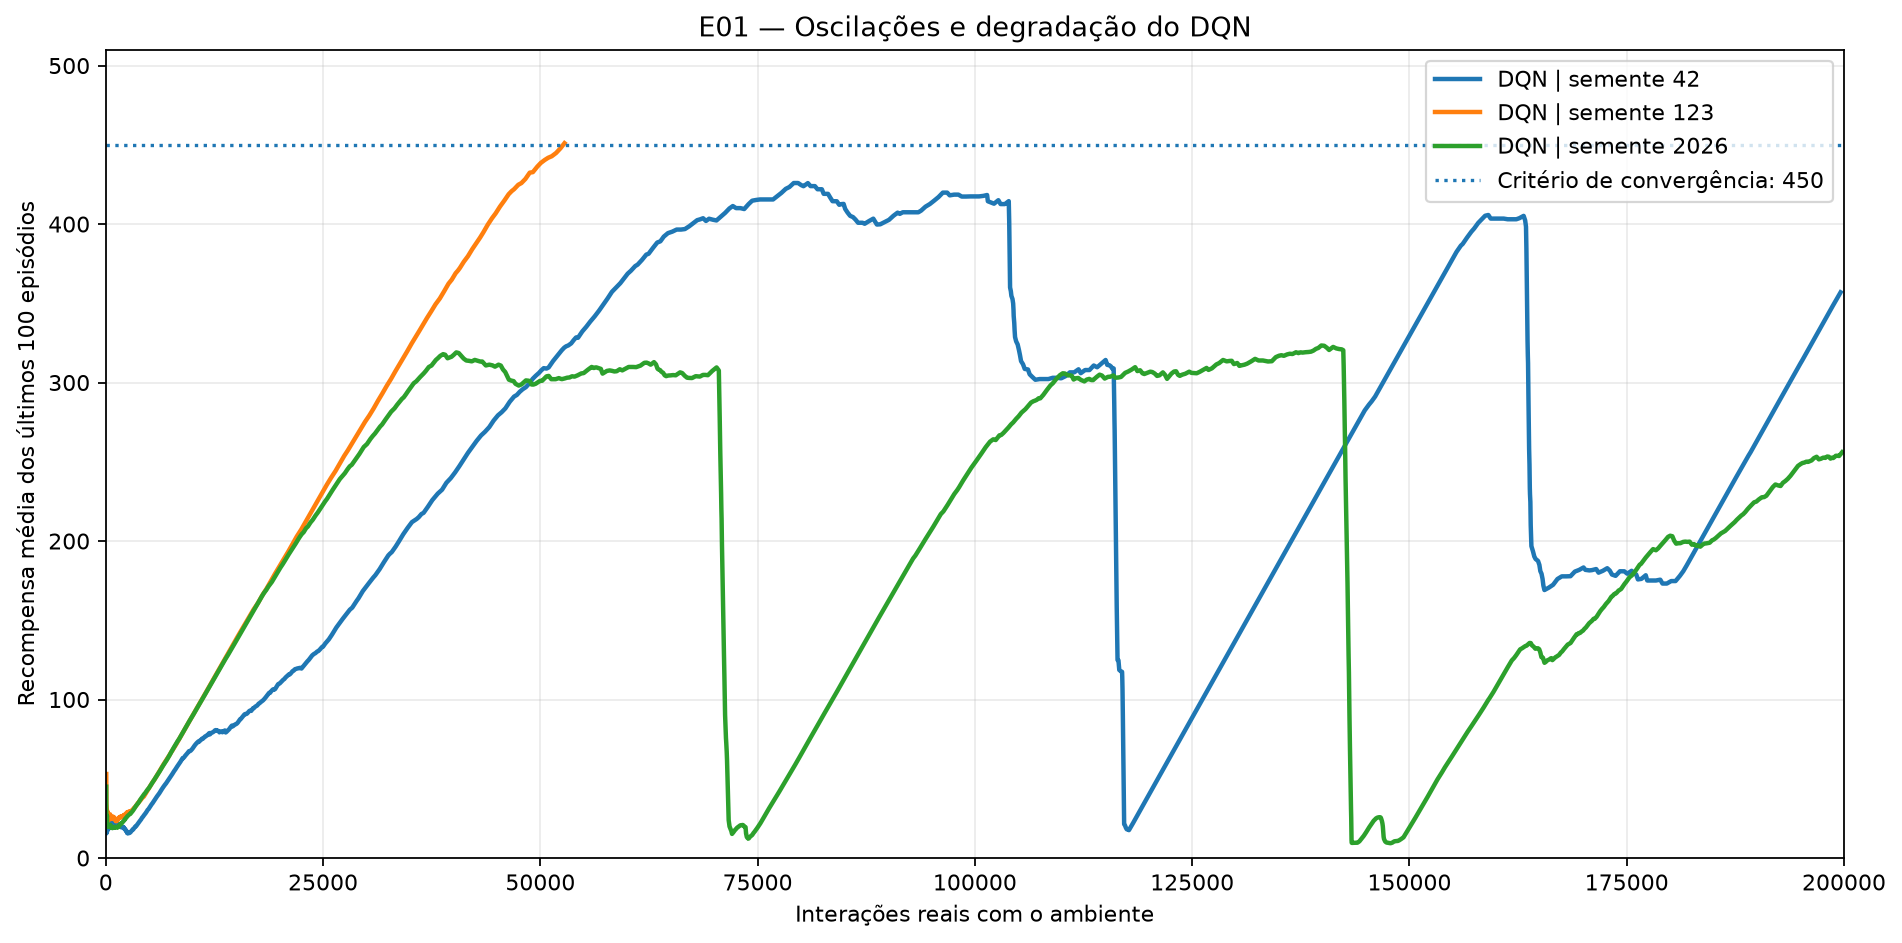 E01 — Oscilações e degradação do DQN
Recompensa média dos últimos 100 episódios
500
400
300
200
100
0
DQN | semente 42
DQN | semente 123
DQN | semente 2026
Critério de convergência: 450
0
25000
50000
75000
100000
125000
150000
175000
200000
Interações reais com o ambiente